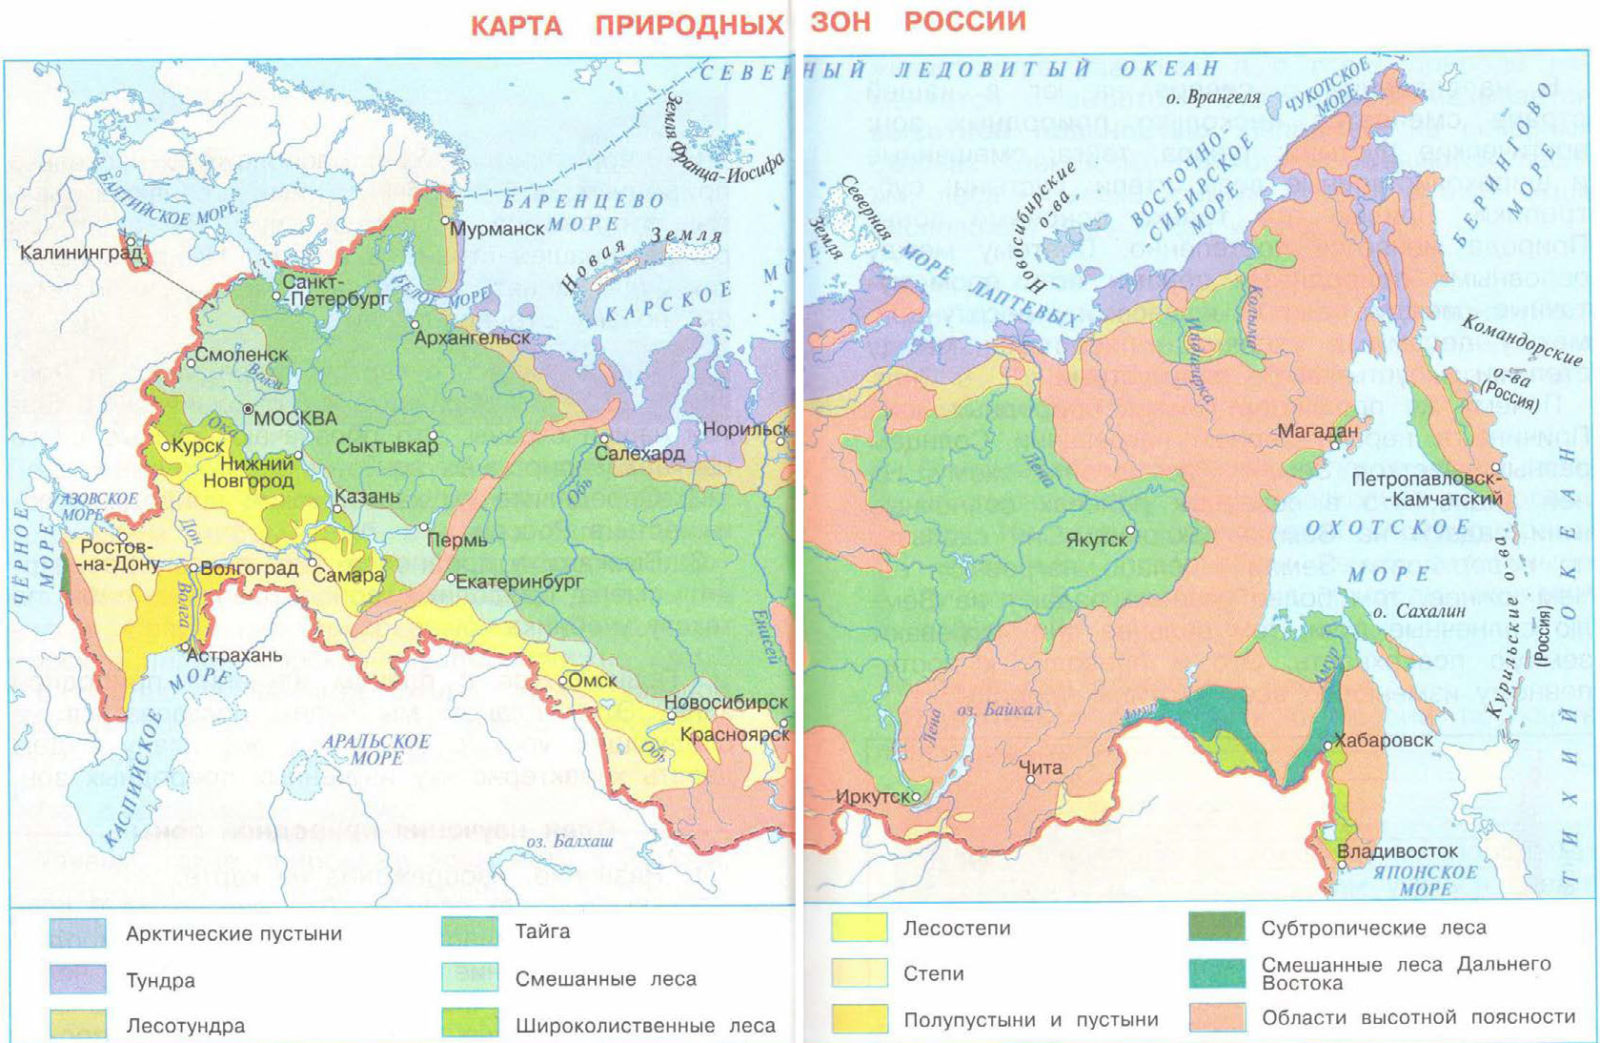 КАРТА ПРИРОДНЫХ ЗОН РОССИИ
СЕВЕРНЫЙ ЛЕДОВИТЫЙ ОКЕАН
Земля Франца-Иосифа
о. Врангеля
ЧУКОТСКОЕ
МОРЕ
БЕРИНГОВО
МОРЕ
ВОСТОЧНО-
СИБИРСКОЕ
МОРЕ
Новосибирские
о-ва
Северная
Земля
МОРЕ ЛАПТЕВЫХ
БАРЕНЦЕВО
МОРЕ
Новая Земля
КАРСКОЕ МО
БАЛТИЙСКОЕ МОРЕ
Калининград
Мурманск
Санкт-
-Петербург
БЕЛОЕ МОРЕ
Архангельск
Смоленск
Волга
МОСКВА
Ока
Курск
Сыктывкар
Нижний
Новгород
Казань
Салехард
Норильск
Обь
Колыма
Индигирка
Лена
Командорские
о-ва
(Россия)
Магадан
Петропавловск-
-Камчатский
АЗОВСКОЕ
МОРЕ
ЧЁРНОЕ
МОРЕ
Дон
Ростов-
-на-Дону
Волгоград
Волга
Самара
Пермь
Екатеринбург
Астрахань
КАСПИЙСКОЕ
МОРЕ
АРАЛЬСКОЕ
МОРЕ
оз. Балхаш
Омск
Новосибирск
Красноярск
Обь
Енисей
Якутск
ОХОТСКОЕ
МОРЕ
о. Сахалин
Курильские о-ва
(Россия)
ТИХИЙ ОКЕАН
Лена
оз. Байкал
Иркутск
Чита
Амур
Амур
Хабаровск
Владивосток
ЯПОНСКОЕ
МОРЕ
Арктические пустыни
Тундра
Лесотундра
Тайга
Смешанные леса
Широколиственные леса
Лесостепи
Степи
Полупустыни и пустыни
Субтропические леса
Смешанные леса Дальнего
Востока
Области высотной поясности